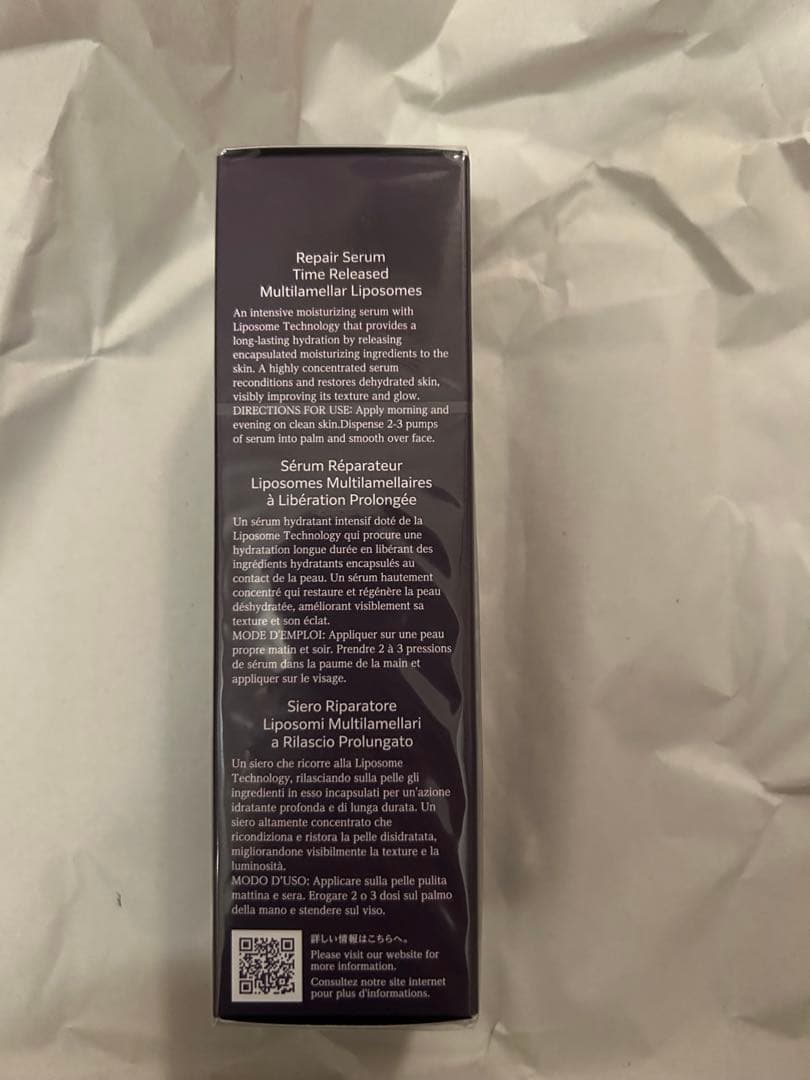 Repair Serum
Time Released
Multilamellar Liposomes
An intensive moisturizing serum with
Liposome Technology that provides a
long-lasting hydration by releasing
encapsulated moisturizing ingredients to the
skin. A highly concentrated serum
reconditions and restores dehydrated skin,
visibly improving its texture and glow.
DIRECTIONS FOR USE: Apply morning and
evening on clean skin.Dispense 2-3 pumps
of serum into palm and smooth over face.
Sérum Réparateur
Liposomes Multilamellaires
à Libération Prolongée
Un sérum hydratant intensif doté de la
Liposome Technology qui procure une
hydratation longue durée en libérant des
ingrédients hydratants encapsulés au
contact de la peau. Un sérum hautement
concentré qui restaure et régénère la peau
déshydratée, améliorant visiblement sa
texture et son éclat.
MODE D'EMPLOI: Appliquer sur une peau
propre matin et soir. Prendre 2 à 3 pressions
de sérum dans la paume de la main et
appliquer sur le visage.
Siero Riparatore
Liposomi Multilamellari
a Rilascio Prolungato
Un siero che ricorre alla Liposome
Technology, rilasciando sulla pelle gli
ingredienti in esso incapsulati per un'azione
idratante profonda e di lunga durata. Un
siero altamente concentrato che
ricondiziona e ristora la pelle disidratata,
migliorandone visibilmente la texture e la
luminosità.
MODO D'USO: Applicare sulla pelle pulita
mattina e sera. Erogare 2 o 3 dosi sul palmo
della mano e stendere sul viso.
詳しい情報はこちらへ。
Please visit our website for
more information.
Consultez notre site internet
pour plus d'informations.